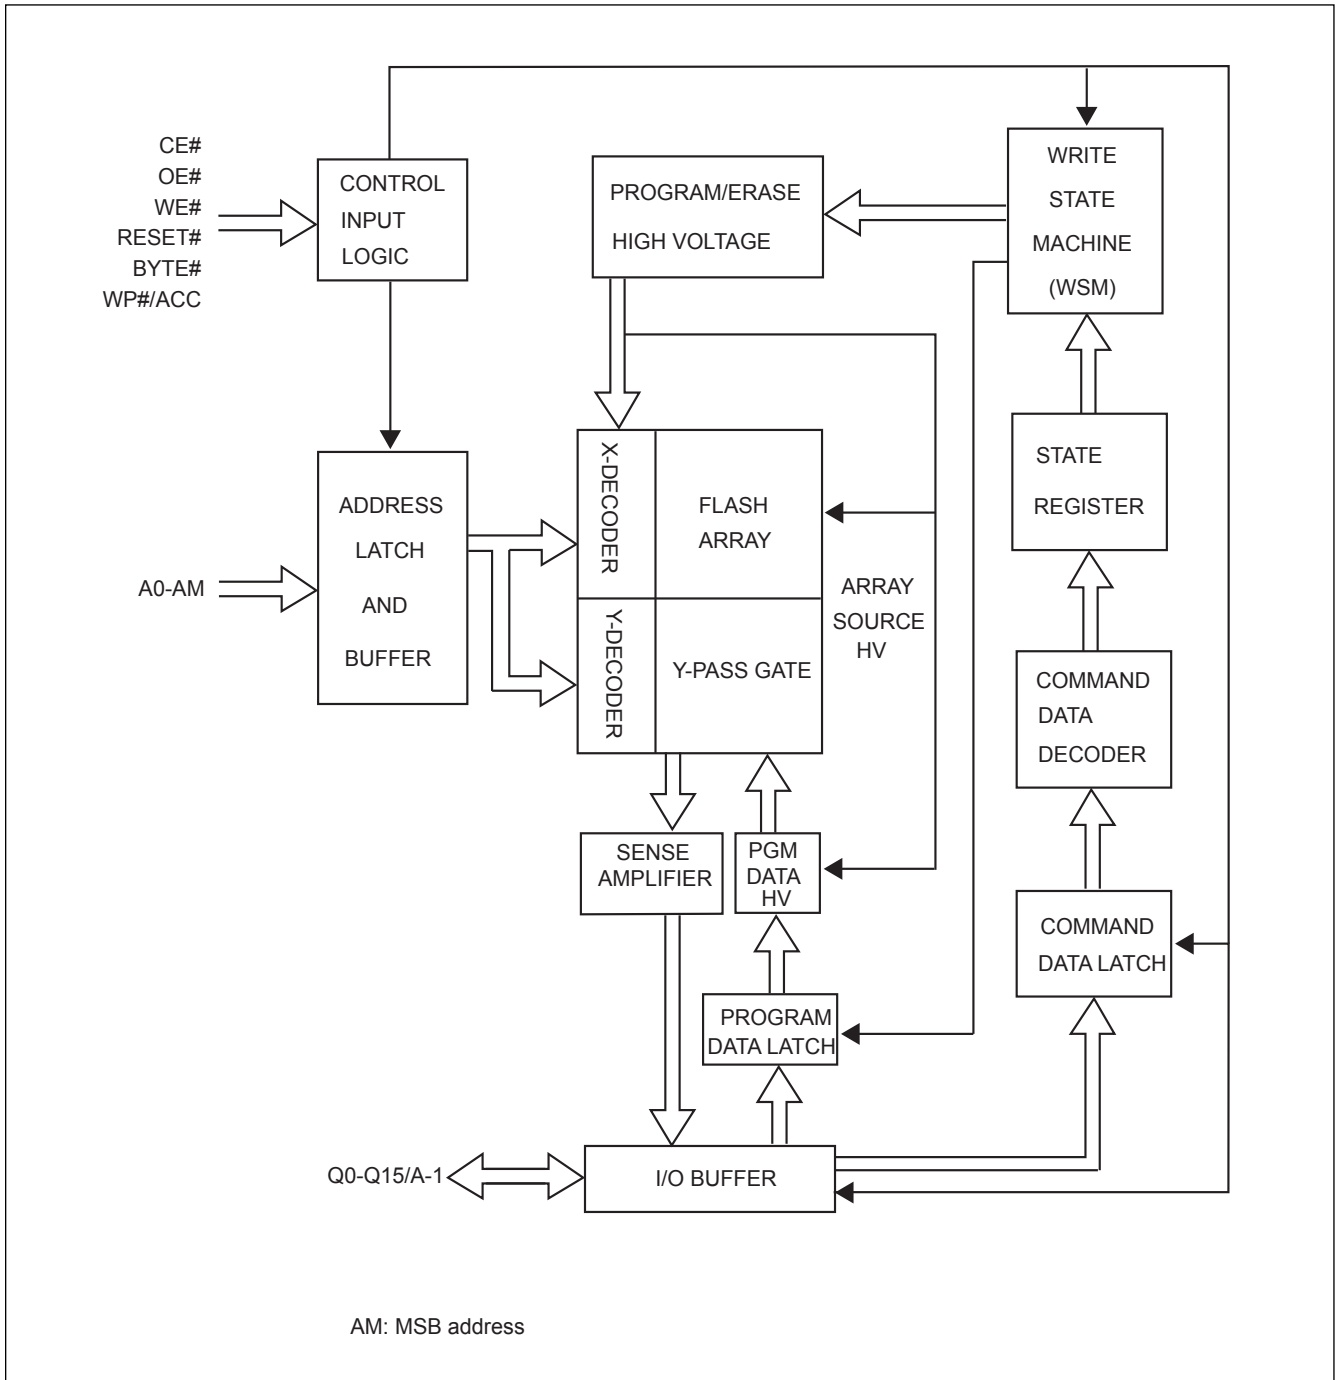 CE#
OE#
WE#
RESET#
BYTE#
WP#/ACC
CONTROL
INPUT
LOGIC
PROGRAM/ERASE
HIGH VOLTAGE
WRITE
STATE
MACHINE
(WSM)
A0-AM
ADDRESS
LATCH
AND
BUFFER
X-DECODER
FLASH
ARRAY
Y-DECODER
Y-PASS GATE
ARRAY
SOURCE
HV
STATE
REGISTER
COMMAND
DATA
DECODER
SENSE
AMPLIFIER
PGM
DATA
HV
COMMAND
DATA LATCH
PROGRAM
DATA LATCH
Q0-Q15/A-1
I/O BUFFER
AM: MSB address